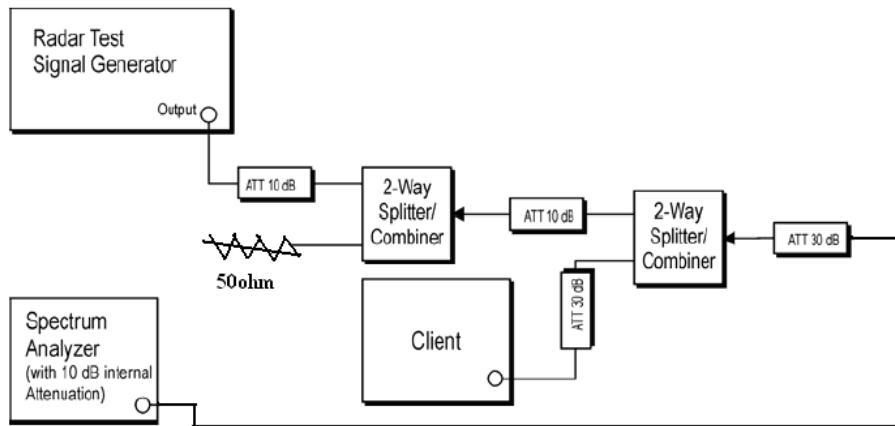 Radar Test
Signal Generator
Output
ATT 10 dB
2-Way
Splitter/
Combiner
ATT 10 dB
2-Way
Splitter/
Combiner
ATT 30 dB
50ohm
ATT 30 dB
Client
Spectrum
Analyzer
(with 10 dB internal
Attenuation)